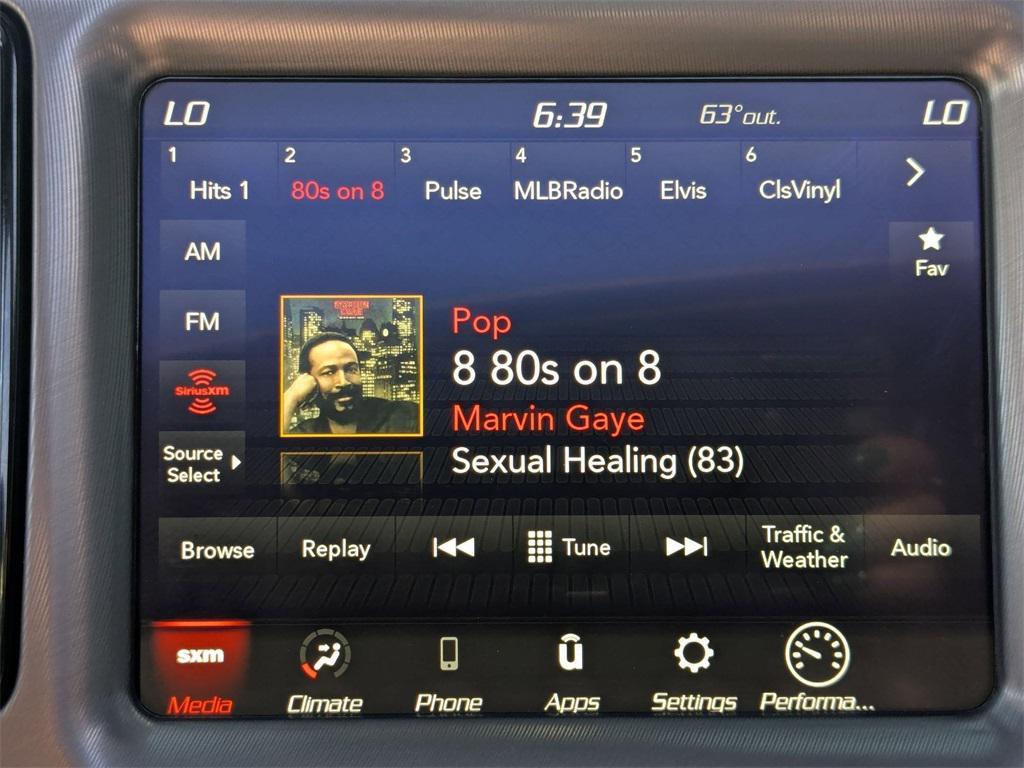 LO 6:39 63°out. LO
1 2 3 4 5 6
Hits 1 80s on 8 Pulse MLBRadio Elvis ClsVinyl
AM
Fav
FM
Pop
8 80s on 8
SiriusXM
Marvin Gaye
Source
Select
Sexual Healing (83)
Browse Replay Tune Traffic &
Weather Audio
sxm
Media Climate Phone Apps Settings Performa...